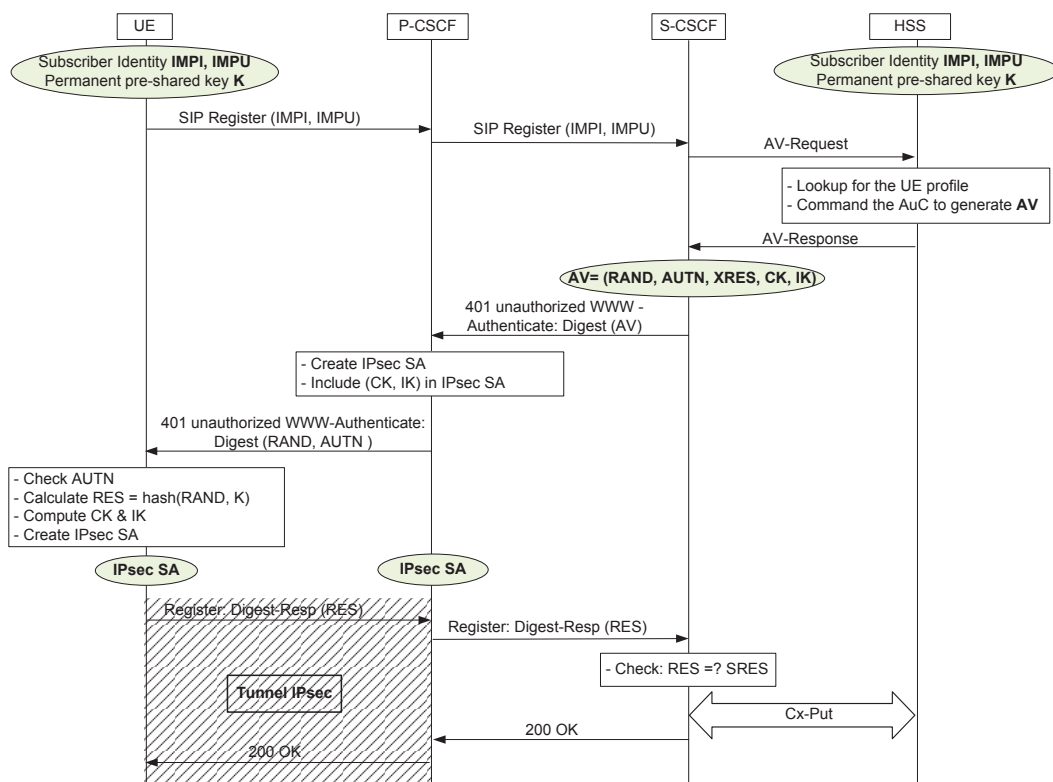 UE
P-CSCF
S-CSCF
HSS
Subscriber Identity IMPI, IMPU
Permanent pre-shared key K
Subscriber Identity IMPI, IMPU
Permanent pre-shared key K
SIP Register (IMPI, IMPU)
SIP Register (IMPI, IMPU)
AV-Request
- Lookup for the UE profile
- Command the AuC to generate AV
AV-Response
AV= (RAND, AUTN, XRES, CK, IK)
401 unauthorized WWW -
Authenticate: Digest (AV)
- Create IPsec SA
- Include (CK, IK) in IPsec SA
401 unauthorized WWW-Authenticate:
Digest (RAND, AUTN )
- Check AUTN
- Calculate RES = hash(RAND, K)
- Compute CK & IK
- Create IPsec SA
IPsec SA
IPsec SA
Register: Digest-Resp (RES)
Register: Digest-Resp (RES)
- Check: RES =? SRES
Tunnel IPsec
Cx-Put
200 OK
200 OK